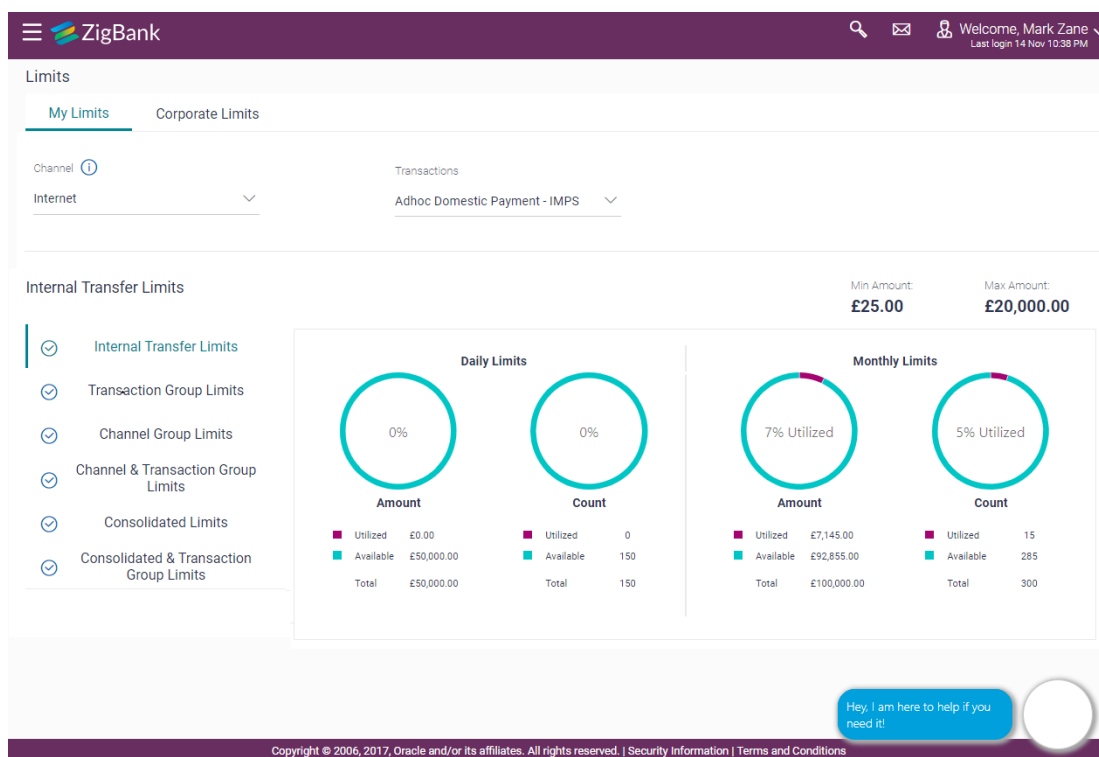 ZigBank
Welcome, Mark Zane
Last login 14 Nov 10:38 PM
Limits
My Limits Corporate Limits
Channel
Transactions
Internet
Adhoc Domestic Payment - IMPS
Internal Transfer Limits
Min Amount: Max Amount:
£25.00 £20,000.00
Internal Transfer Limits
Transaction Group Limits
Channel Group Limits
Channel & Transaction Group
Limits
Consolidated Limits
Consolidated & Transaction
Group Limits
Daily Limits
0% 0%
Amount Count
Utilized £0.00 Utilized 0
Available £50,000.00 Available 150
Total £50,000.00 Total 150
Monthly Limits
7% Utilized 5% Utilized
Amount Count
Utilized £7,145.00 Utilized 15
Available £92,855.00 Available 285
Total £100,000.00 Total 300
Hey, I am here to help if you
need it!
Copyright © 2006, 2017, Oracle and/or its affiliates. All rights reserved. | Security Information | Terms and Conditions